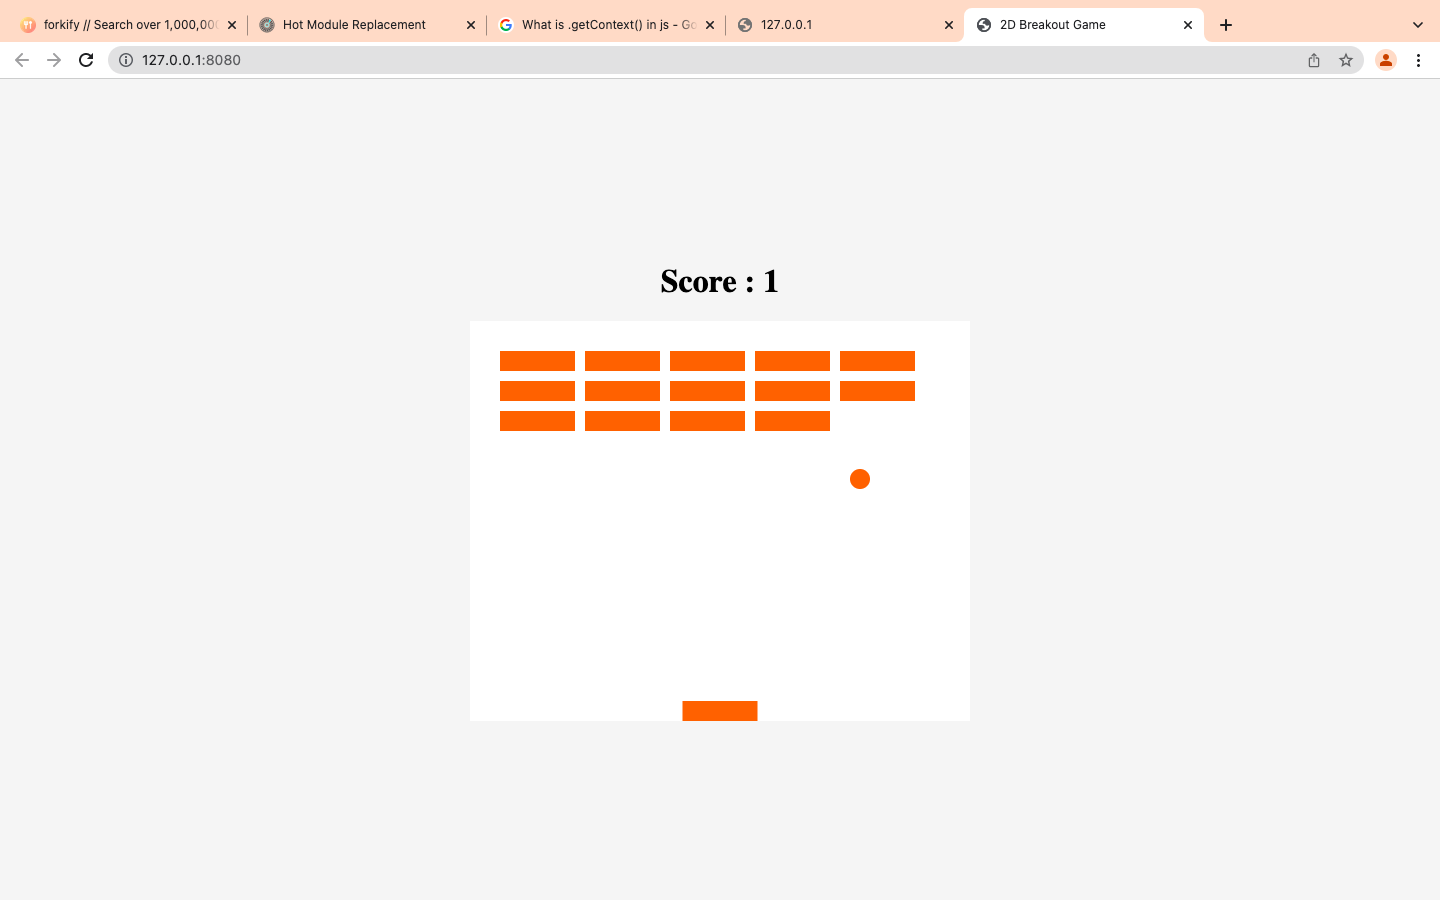 forkify // Search over 1,000,000
Hot Module Replacement
What is .getContext() in js - Go
127.0.0.1
2D Breakout Game
127.0.0.1:8080
Score : 1